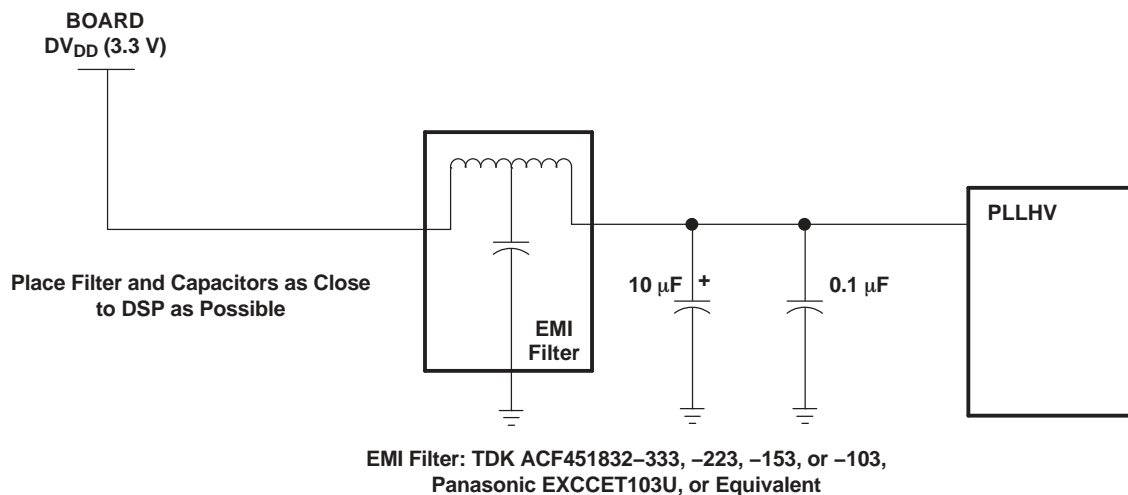 BOARD
DVDD (3.3 V)
PLLHV
Place Filter and Capacitors as Close
to DSP as Possible
10 μF
+
0.1 μF
EMI
Filter
EMI Filter: TDK ACF451832–333, –223, –153, or –103,
Panasonic EXCCET103U, or Equivalent